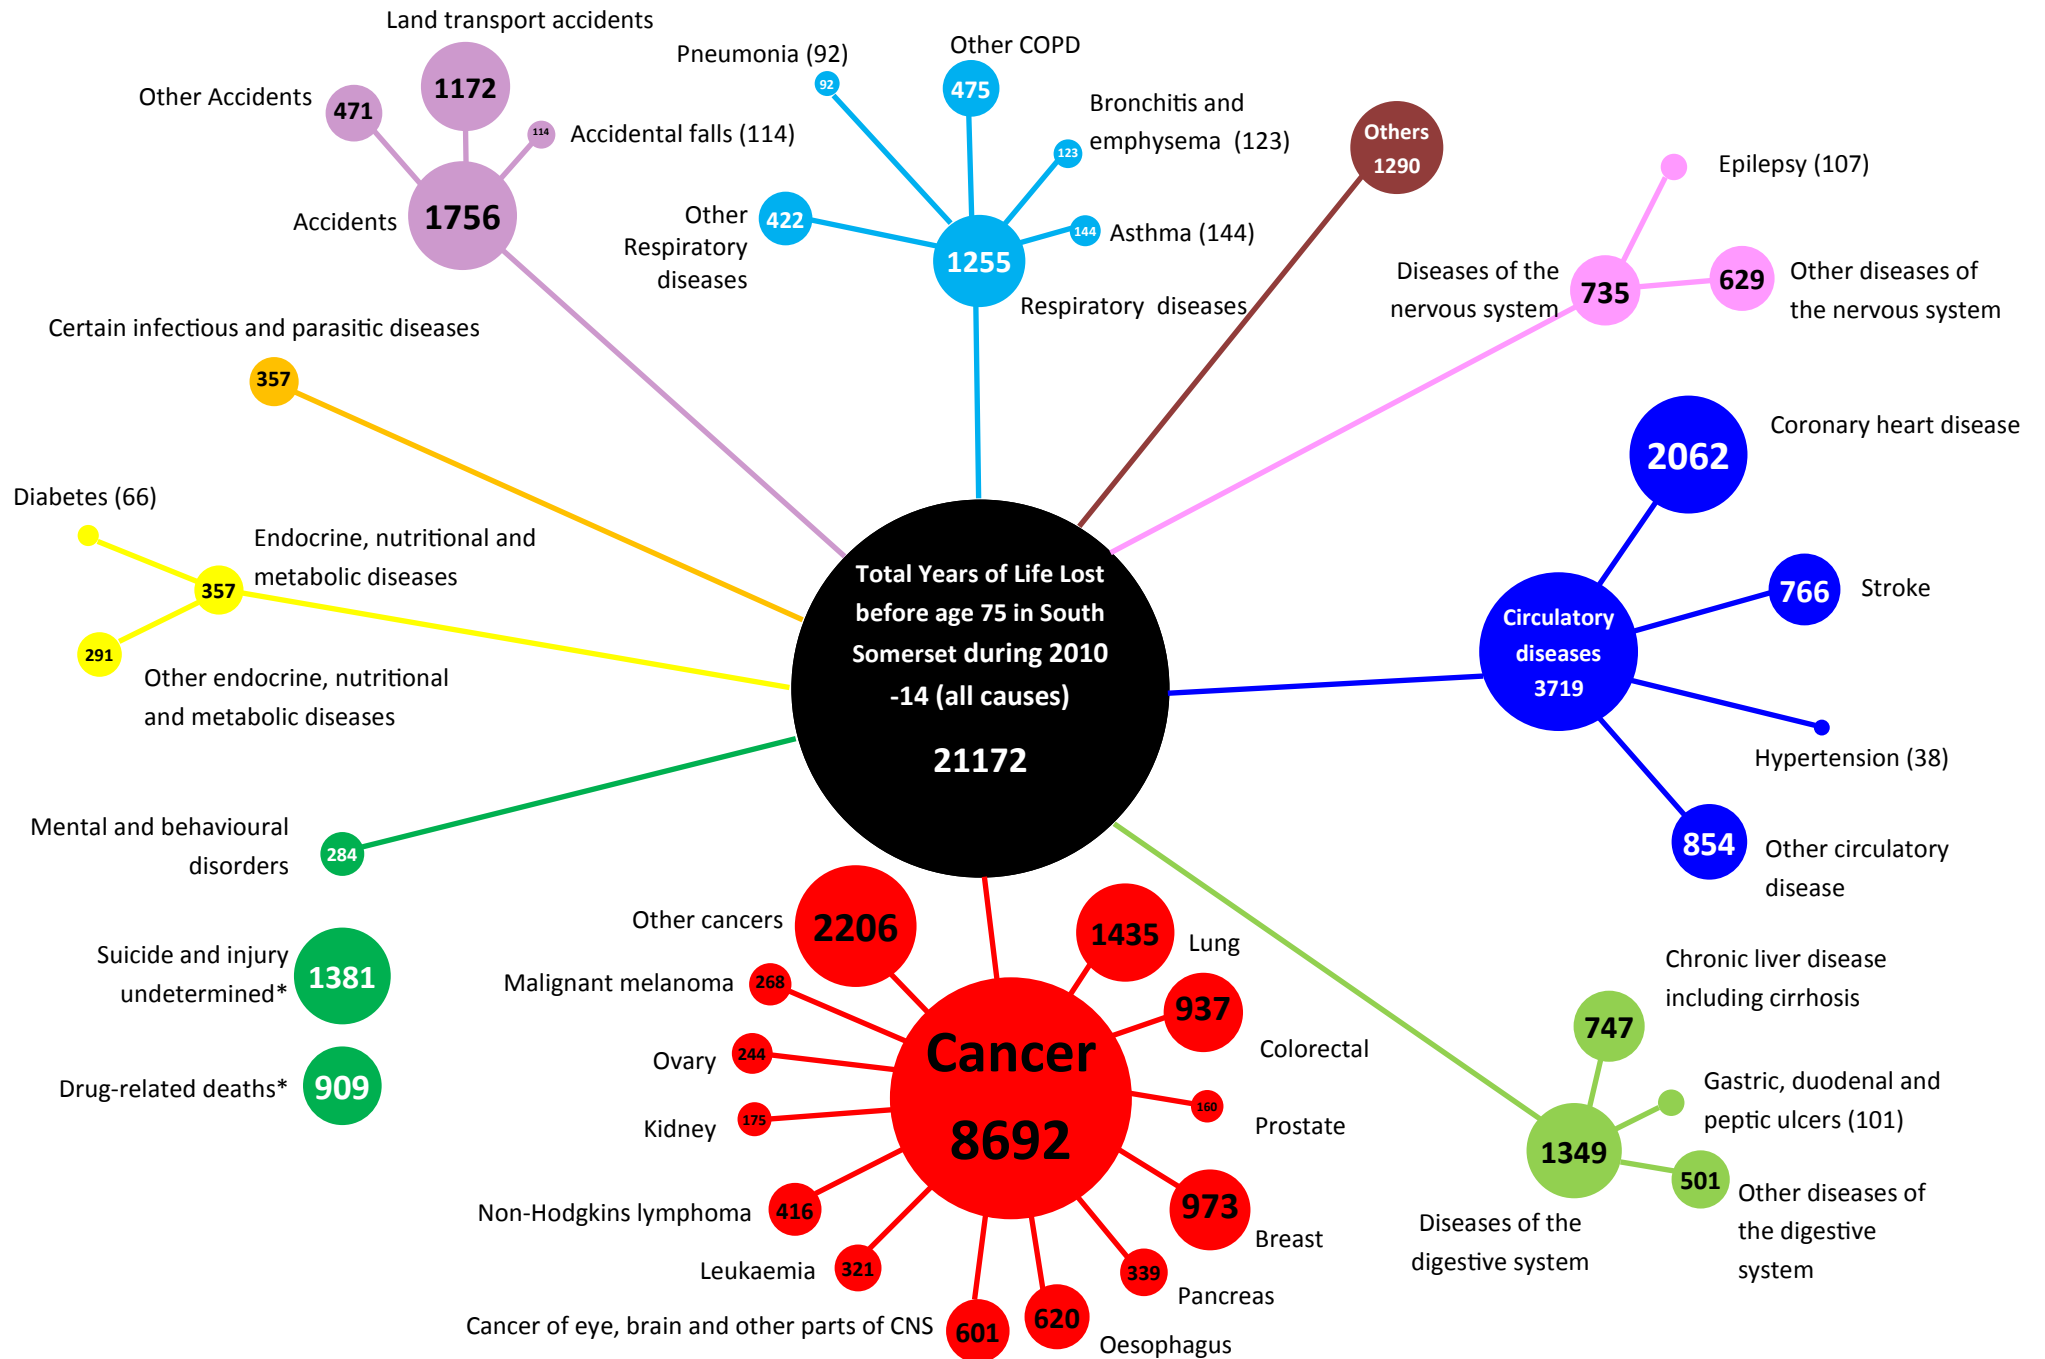 Land transport accidents
1172
Other Accidents
471
114
Accidental falls (114)
Accidents
1756
Pneumonia (92)
92
Other COPD
475
Bronchitis and
emphysema (123)
123
Other
Respiratory
diseases
422
144
Asthma (144)
1255
Respiratory diseases
Others
1290
Epilepsy (107)
Diseases of the
nervous system
735
629
Other diseases of
the nervous system
Certain infectious and parasitic diseases
357
Coronary heart disease
2062
Diabetes (66)
Endocrine, nutritional and
metabolic diseases
357
291
Other endocrine, nutritional
and metabolic diseases
Total Years of Life Lost
before age 75 in South
Somerset during 2010
-14 (all causes)
21172
Circulatory
diseases
3719
766
Stroke
Hypertension (38)
854
Other circulatory
disease
Mental and behavioural
disorders
284
Suicide and injury
undetermined*
1381
Drug-related deaths*
909
Other cancers
2206
1435
Lung
Malignant melanoma
268
937
Colorectal
Ovary
244
Cancer
8692
Kidney
175
160
Prostate
Non-Hodgkins lymphoma
416
973
Breast
Leukaemia
321
339
Pancreas
Cancer of eye, brain and other parts of CNS
601
620
Oesophagus
Chronic liver disease
including cirrhosis
747
Gastric, duodenal and
peptic ulcers (101)
1349
501
Other diseases of
the digestive
system
Diseases of the
digestive system